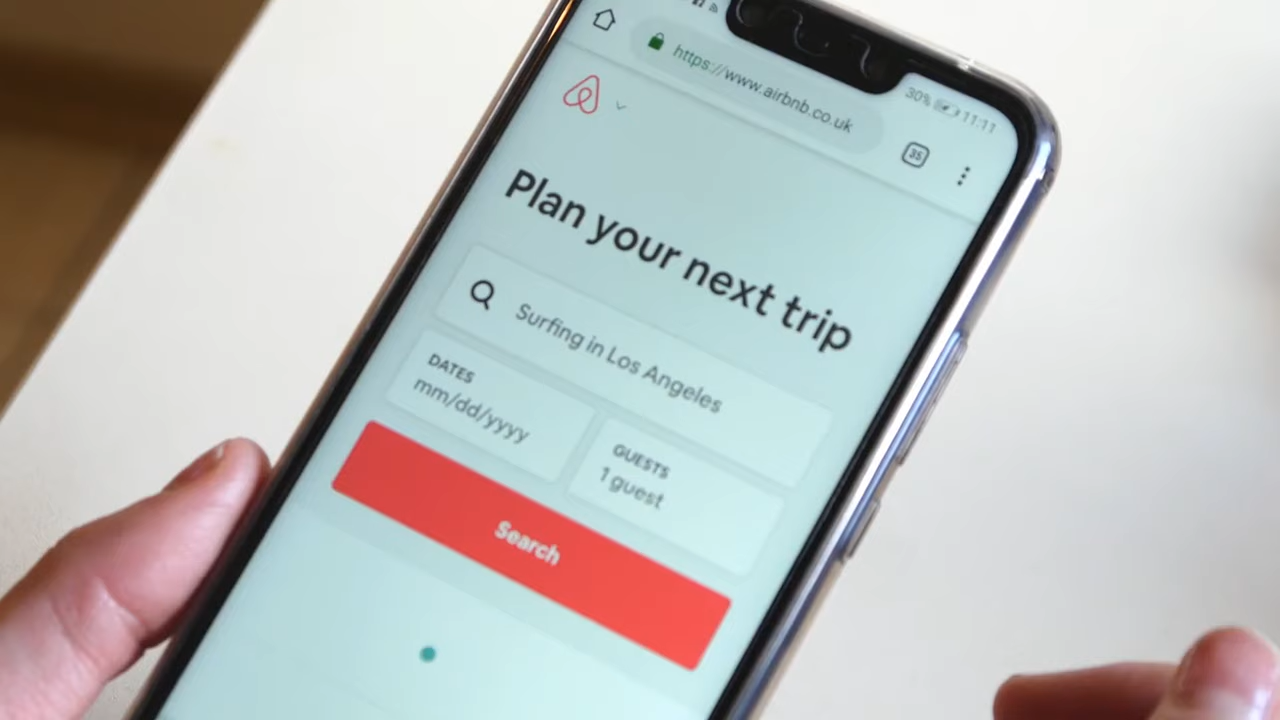 30% 11:11
https://www.airbnb.co.uk
35
Plan your next trip
Surfing in Los Angeles
DATES
mm/dd/yyyy
GUESTS
1 guest
Search